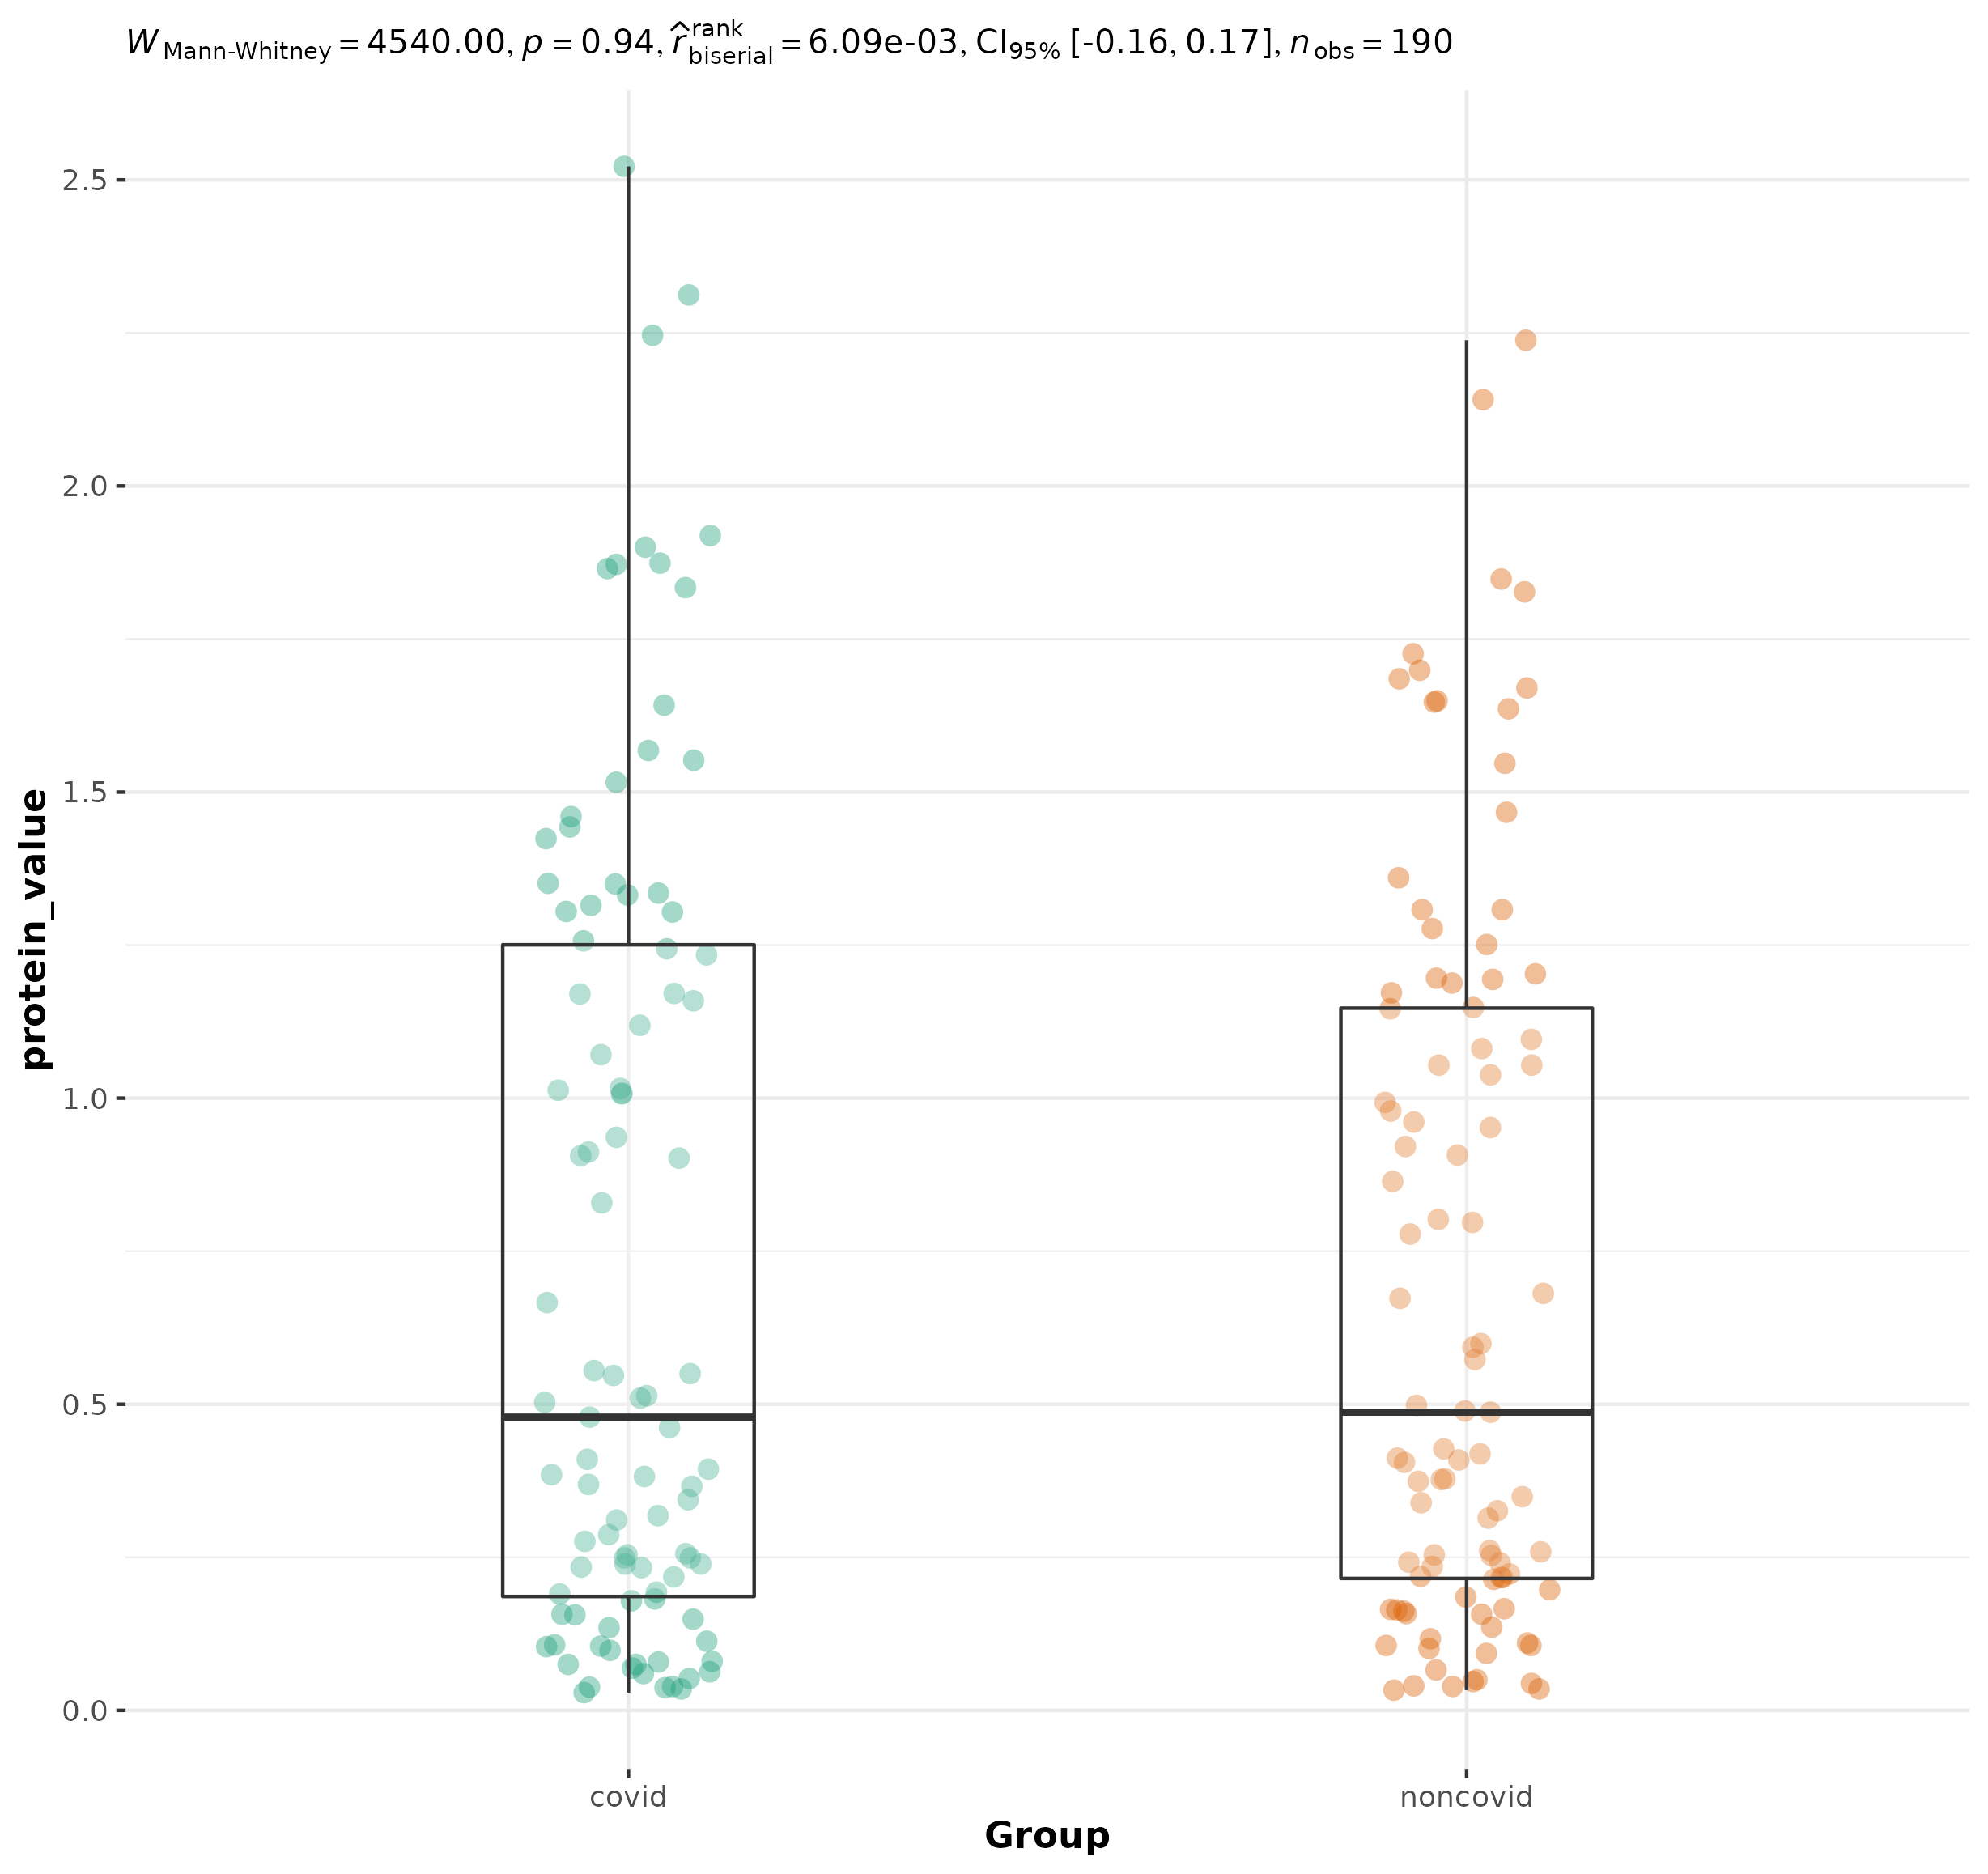 W Mann-Whitney = 4540.00, p = 0.94, r̂ rank biserial = 6.09e-03, CI95% [-0.16, 0.17], n obs = 190
protein_value
2.5
2.0
1.5
1.0
0.5
0.0
covid noncovid
Group